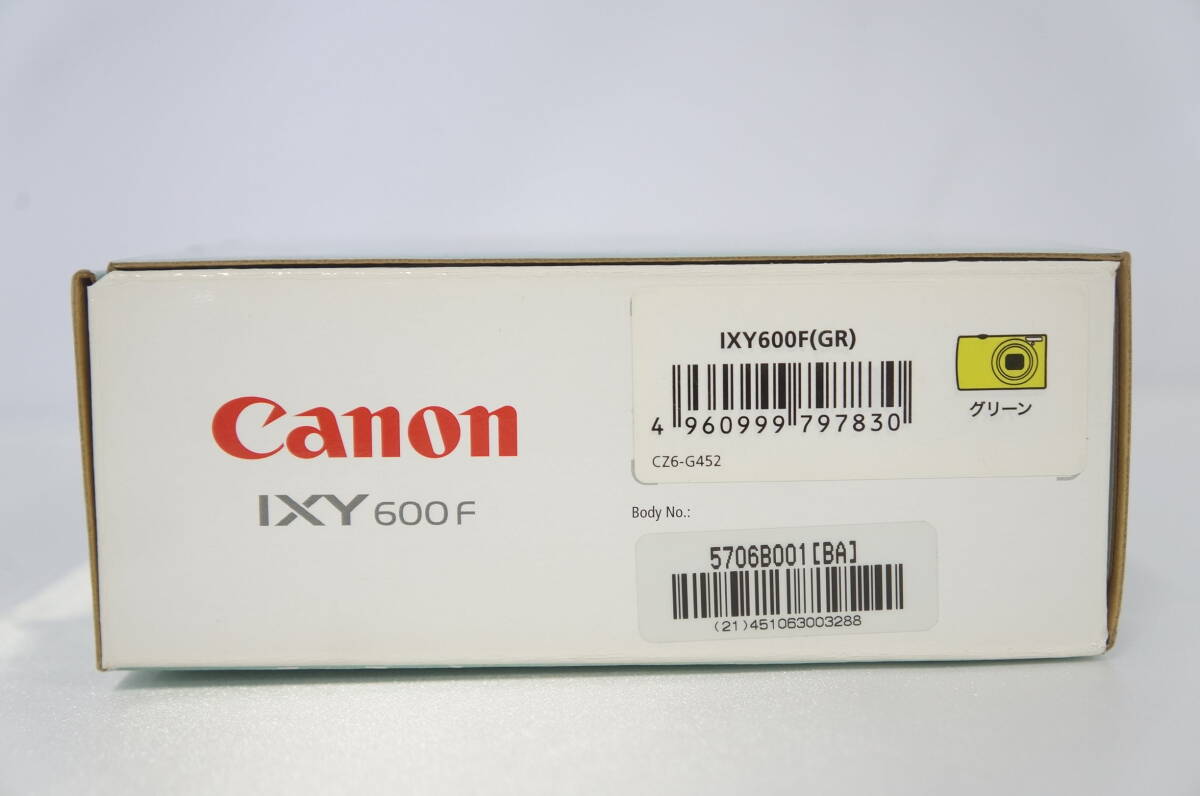 Canon
IXY 600F
IXY600F(GR)
4 960999 797830
CZ6-G452
グリーン
Body No.:
5706B001[BA]
(21)451063003288